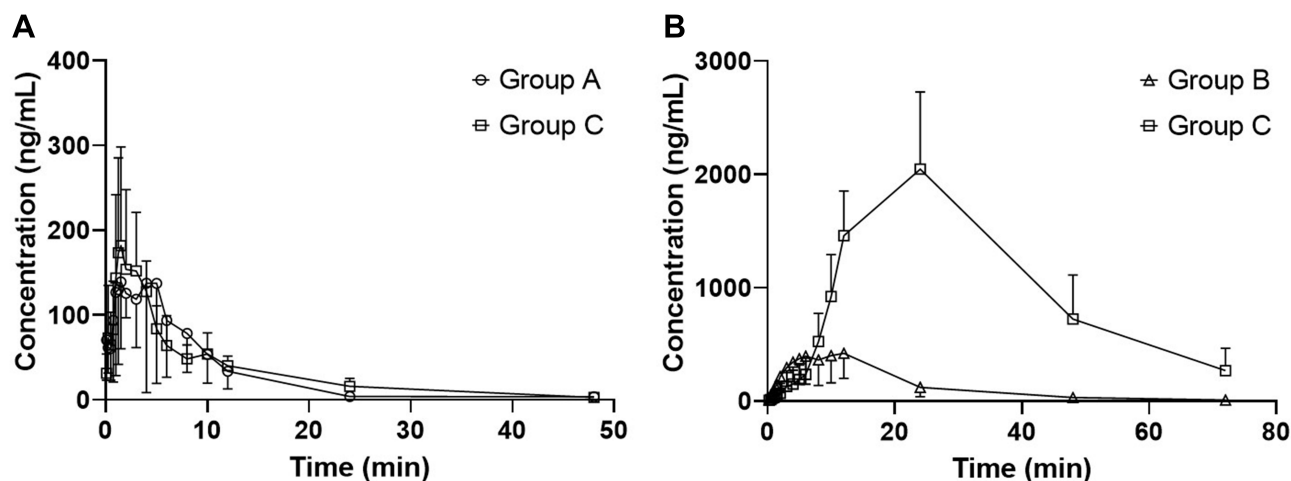 A
Concentration (ng/mL)
400
300
200
100
0
0 10 20 30 40 50
Time (min)
Group A
Group C
B
Concentration (ng/mL)
3000
2000
1000
0
0 20 40 60 80
Time (min)
Group B
Group C